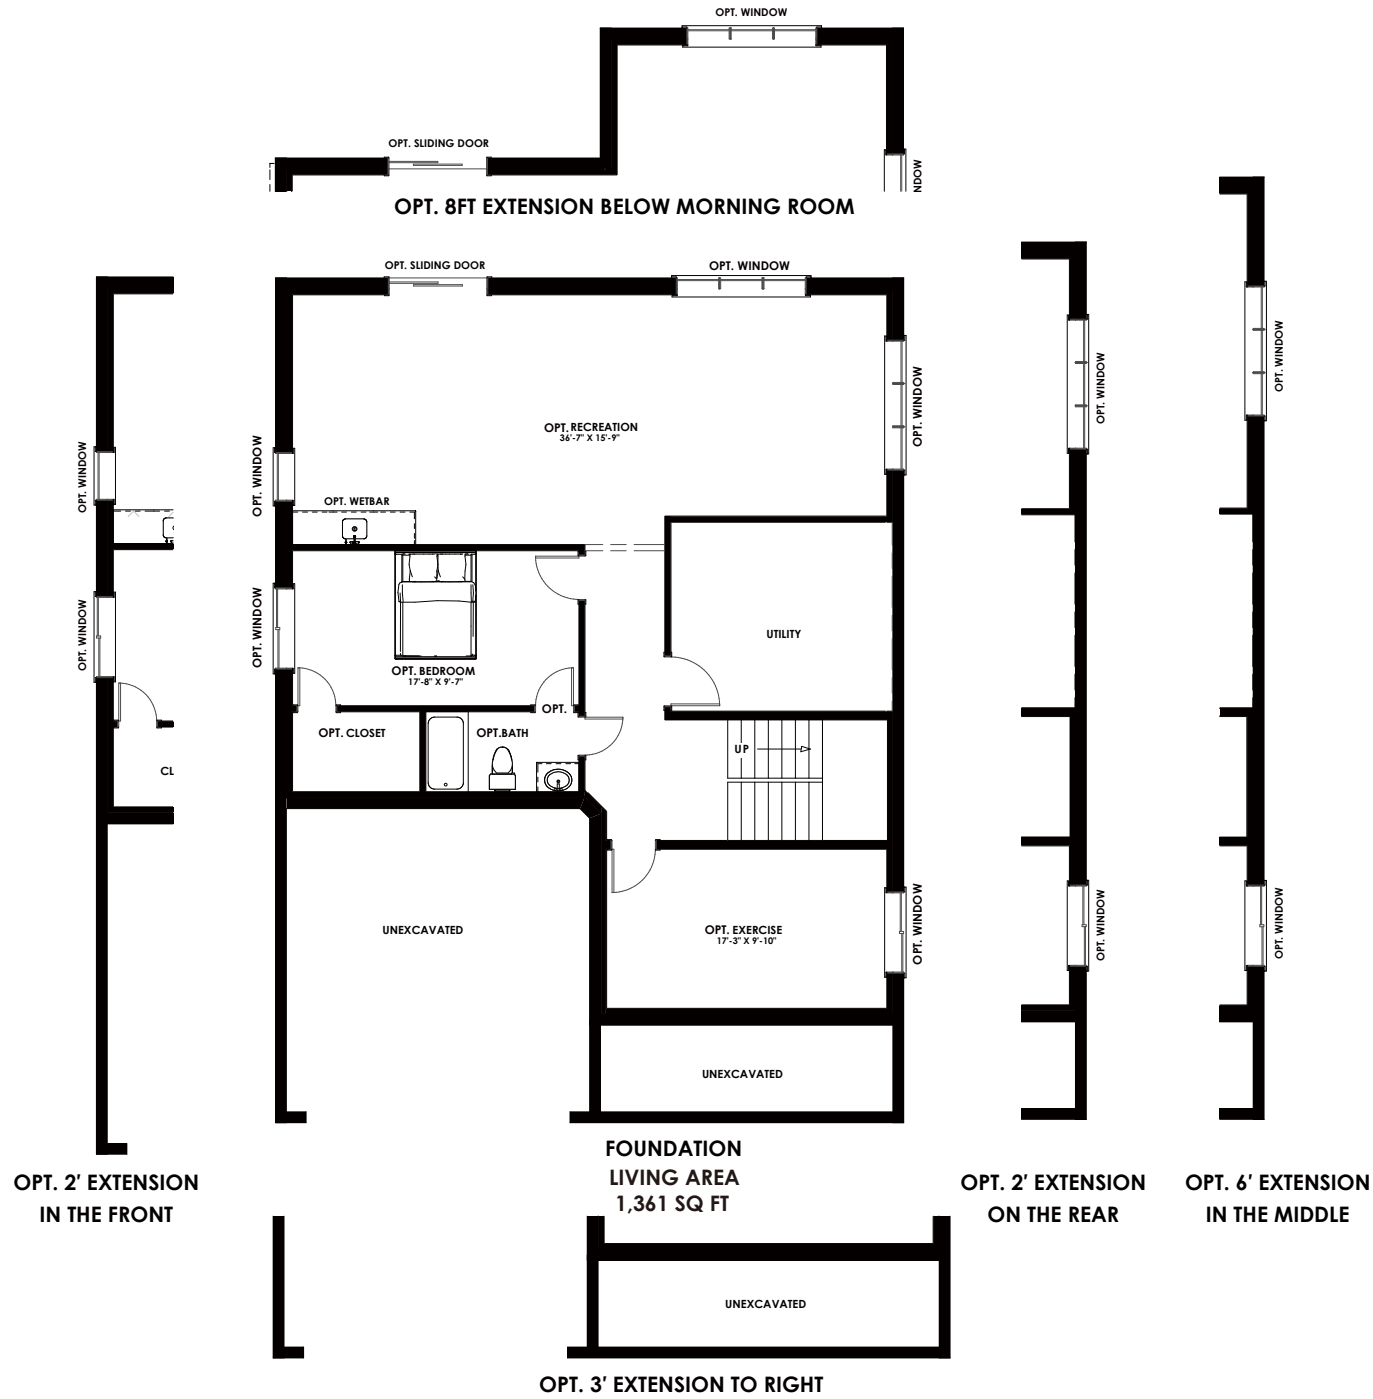 OPT. WINDOW
OPT. SLIDING DOOR
NDOW
OPT. 8FT EXTENSION BELOW MORNING ROOM
OPT. SLIDING DOOR
OPT. WINDOW
OPT. WINDOW
OPT. WINDOW
OPT. WINDOW
OPT. RECREATION
36'-7" X 15'-9"
OPT. WINDOW
OPT. WINDOW
OPT. WETBAR
OPT. WINDOW
OPT. WINDOW
UTILITY
OPT. BEDROOM
17'-8" X 9'-7"
OPT.
OPT. CLOSET
OPT.BATH
UP
CL
UNEXCAVATED
OPT. EXERCISE
17'-3" X 9'-10"
OPT. WINDOW
OPT. WINDOW
OPT. WINDOW
UNEXCAVATED
FOUNDATION
LIVING AREA
1,361 SQ FT
OPT. 2' EXTENSION
IN THE FRONT
OPT. 2' EXTENSION
ON THE REAR
OPT. 6' EXTENSION
IN THE MIDDLE
UNEXCAVATED
OPT. 3' EXTENSION TO RIGHT